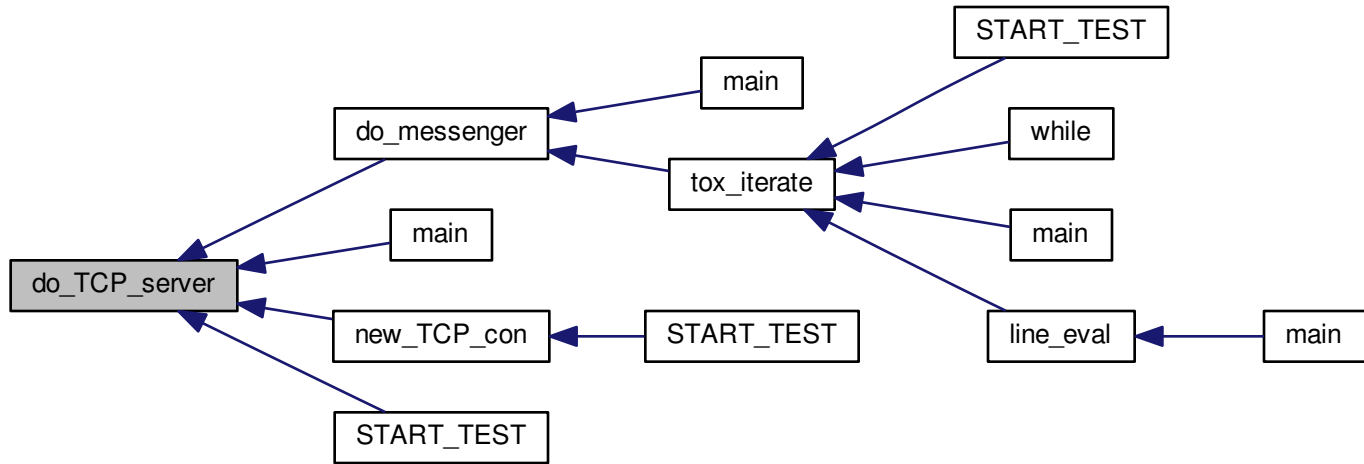 START_TEST
main
while
do_messenger
tox_iterate
main
main
do_TCP_server
new_TCP_con
START_TEST
line_eval
main
START_TEST